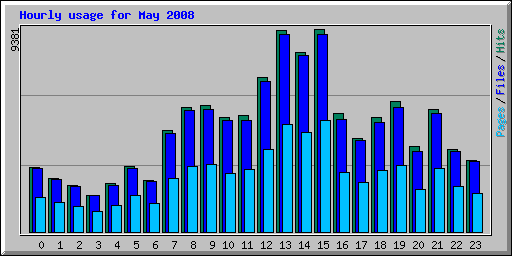 Hourly usage for May 2008
9381
Pages/Files/Hits
0 1 2 3 4 5 6 7 8 9 10 11 12 13 14 15 16 17 18 19 20 21 22 23